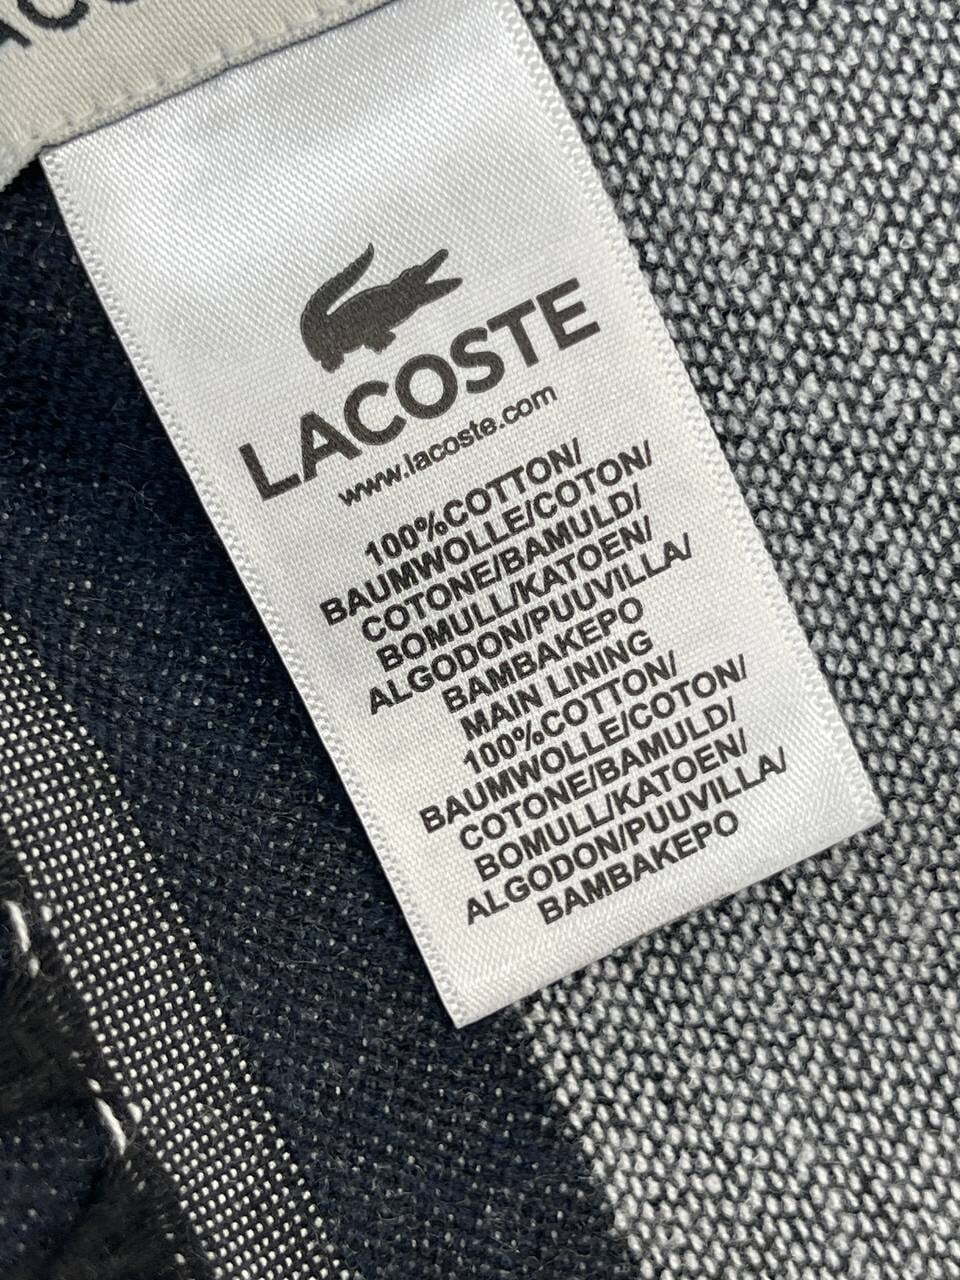 LACOSTE
www.lacoste.com
100%COTTON/
BAUMWOLLE/COTON/
COTONE/BAMULD/
BOMULL/KATOEN/
ALGODON/PUUVILLA/
BAMBAKEPO
MAIN LINING
100%COTTON/
BAUMWOLLE/COTON/
COTONE/BAMULD/
BOMULL/KATOEN/
ALGODON/PUUVILLA/
BAMBAKEPO